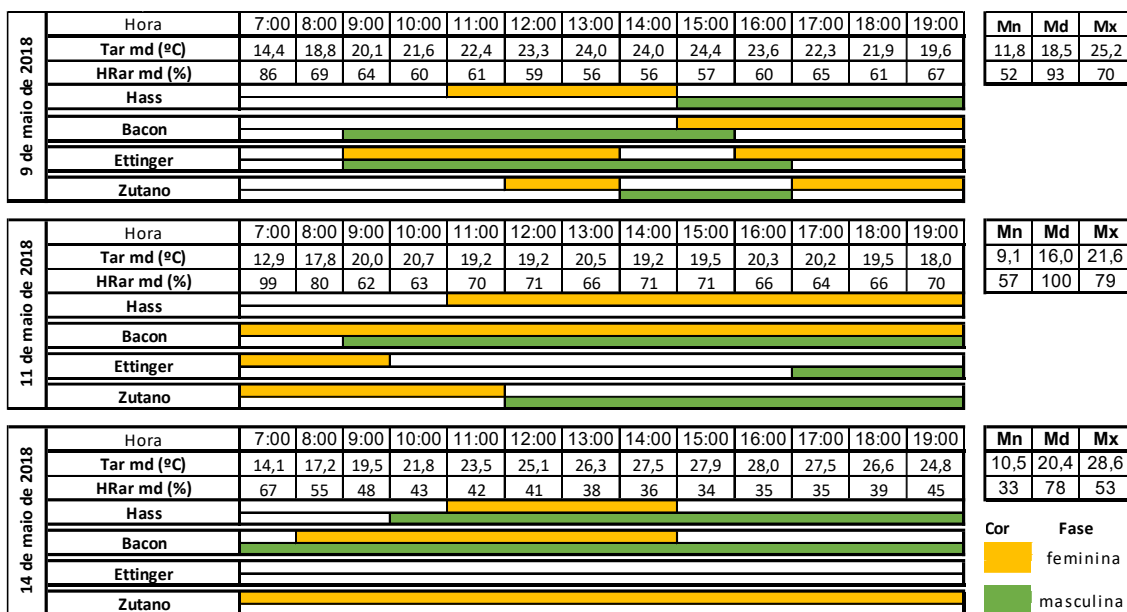 9 de maio de 2018
Hora 7:00 8:00 9:00 10:00 11:00 12:00 13:00 14:00 15:00 16:00 17:00 18:00 19:00 Mn Md Mx
Tar md (ºC) 14,4 18,8 20,1 21,6 22,4 23,3 24,0 24,0 24,4 23,6 22,3 21,9 19,6 11,8 18,5 25,2
HRar md (%) 86 69 64 60 61 59 56 56 57 60 65 61 67 52 93 70
Hass
Bacon
Ettinger
Zutano
11 de maio de 2018
Hora 7:00 8:00 9:00 10:00 11:00 12:00 13:00 14:00 15:00 16:00 17:00 18:00 19:00 Mn Md Mx
Tar md (ºC) 12,9 17,8 20,0 20,7 19,2 19,2 20,5 19,2 19,5 20,3 20,2 19,5 18,0 9,1 16,0 21,6
HRar md (%) 99 80 62 63 70 71 66 71 71 66 64 66 70 57 100 79
Hass
Bacon
Ettinger
Zutano
14 de maio de 2018
Hora 7:00 8:00 9:00 10:00 11:00 12:00 13:00 14:00 15:00 16:00 17:00 18:00 19:00 Mn Md Mx
Tar md (ºC) 14,1 17,2 19,5 21,8 23,5 25,1 26,3 27,5 27,9 28,0 27,5 26,6 24,8 10,5 20,4 28,6
HRar md (%) 67 55 48 43 42 41 38 36 34 35 35 39 45 33 78 53
Hass
Bacon
Ettinger
Zutano
Cor Fase
feminina
masculina